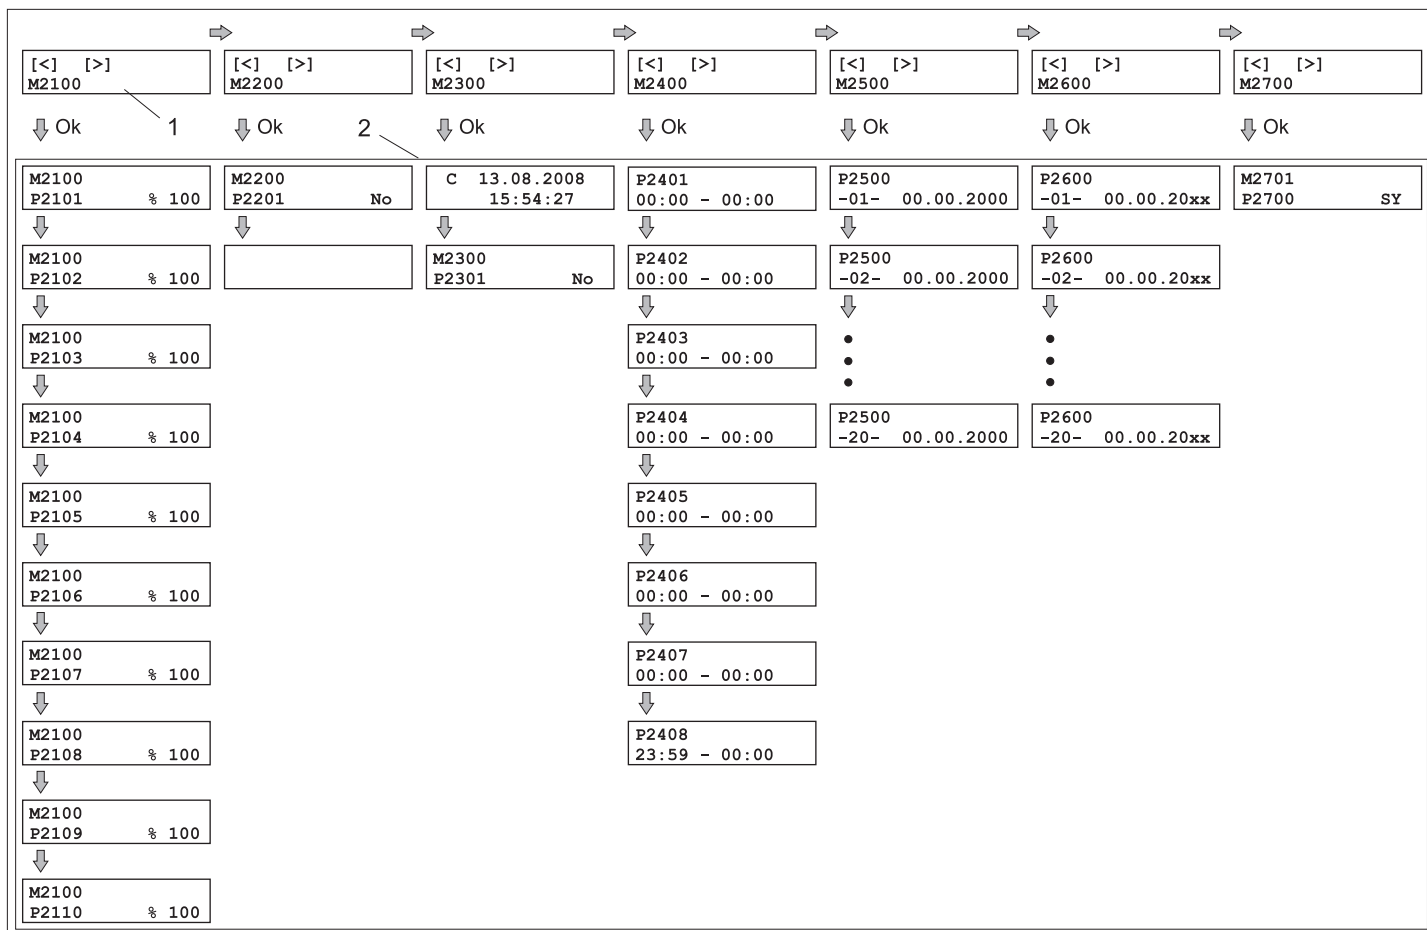 [<] [>]
M2100
[<] [>]
M2200
[<] [>]
M2300
[<] [>]
M2400
[<] [>]
M2500
[<] [>]
M2600
[<] [>]
M2700
Ok
1
Ok
2
Ok
Ok
Ok
Ok
Ok
M2100
P2101 % 100
M2100
P2102 % 100
M2100
P2103 % 100
M2100
P2104 % 100
M2100
P2105 % 100
M2100
P2106 % 100
M2100
P2107 % 100
M2100
P2108 % 100
M2100
P2109 % 100
M2100
P2110 % 100
M2200
P2201 No
C 13.08.2008
15:54:27
M2300
P2301 No
P2401
00:00 - 00:00
P2402
00:00 - 00:00
P2403
00:00 - 00:00
P2404
00:00 - 00:00
P2405
00:00 - 00:00
P2406
00:00 - 00:00
P2407
00:00 - 00:00
P2408
23:59 - 00:00
P2500
-01- 00.00.2000
P2500
-02- 00.00.2000
P2500
-20- 00.00.2000
P2600
-01- 00.00.20xx
P2600
-02- 00.00.20xx
P2600
-20- 00.00.20xx
M2701
P2700 SY